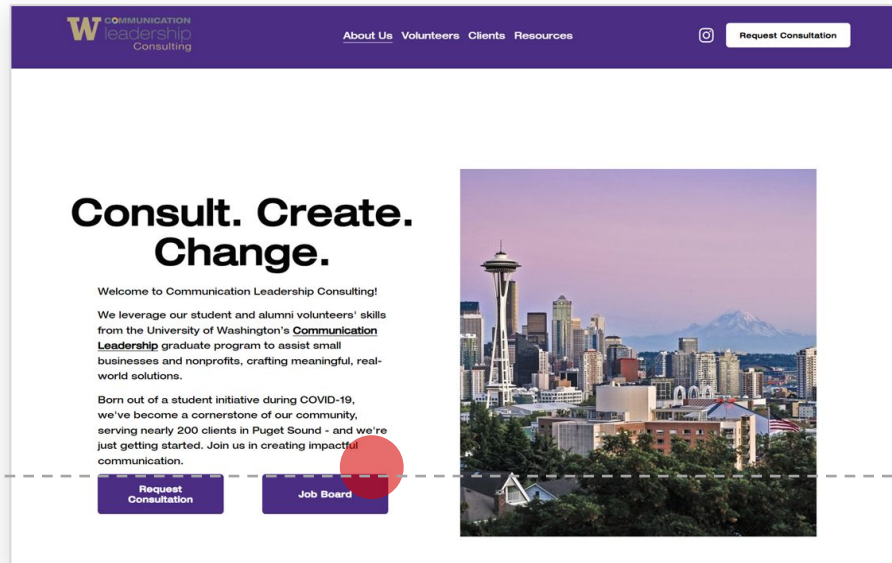 W COMMUNICATION
leadership
Consulting
About Us Volunteers Clients Resources
Request Consultation
Consult. Create.
Change.
Welcome to Communication Leadership Consulting!
We leverage our student and alumni volunteers' skills
from the University of Washington’s Communication
Leadership graduate program to assist small
businesses and nonprofits, crafting meaningful, real-
world solutions.
Born out of a student initiative during COVID-19,
we've become a cornerstone of our community,
serving nearly 200 clients in Puget Sound - and we're
just getting started. Join us in creating impactful
communication.
Request
Consultation
Job Board